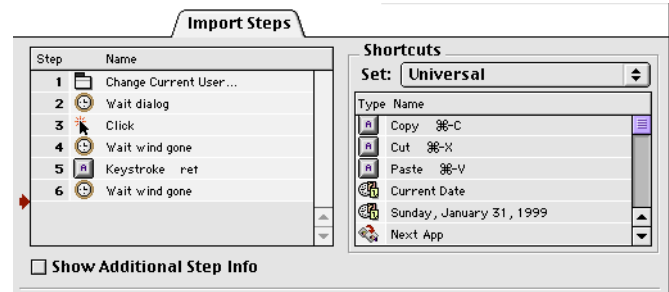 Import Steps
Step Name
1 Change Current User...
2 Wait dialog
3 Click
4 Wait wind gone
5 A Keystroke ret
6 Wait wind gone
Show Additional Step Info
Shortcuts
Set: Universal
Type Name
A Copy ⌘-C
A Cut ⌘-X
A Paste ⌘-V
Current Date
Sunday, January 31, 1999
Next App